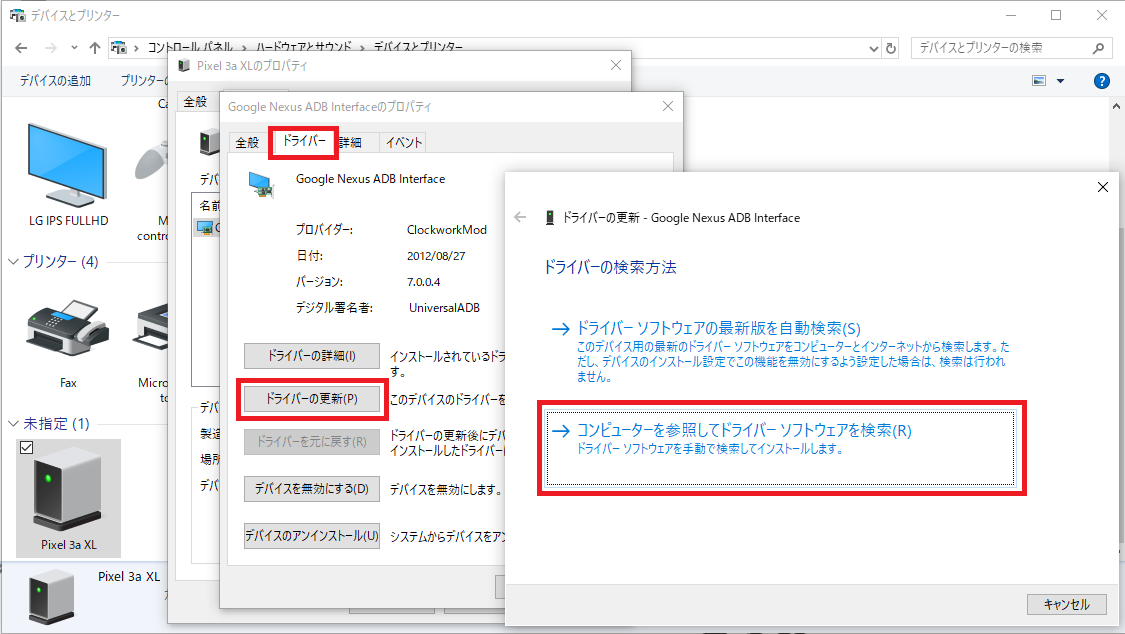 デバイスとプリンター
コントロール パネル › ハードウェアとサウンド › デバイスとプリンター
デバイスとプリンターの検索
デバイスの追加
プリンターの
LG IPS FULLHD
プリンター (4)
Fax
未指定 (1)
Pixel 3a XL
Pixel 3a XL
Pixel 3a XLのプロパティ
全般
デバ
名前
デバ
製造
場所
デバ
Google Nexus ADB Interfaceのプロパティ
全般
ドライバー
詳細
イベント
Google Nexus ADB Interface
プロバイダー: ClockworkMod
日付: 2012/08/27
バージョン: 7.0.0.4
デジタル署名者: UniversalADB
ドライバーの詳細(I)
インストールされているドラ
す。
ドライバーの更新(P)
このデバイスのドライバーを
ドライバーを元に戻す(R)
ドライバーの更新後にデバ
インストールしたドライバーに
デバイスを無効にする(D)
デバイスを無効にします。
デバイスのアンインストール(U)
システムからデバイスをアン
ドライバーの更新 - Google Nexus ADB Interface
ドライバーの検索方法
→ ドライバー ソフトウェアの最新版を自動検索(S)
このデバイス用の最新のドライバー ソフトウェアをコンピューターとインターネットから検索します。た
だし、デバイスのインストール設定でこの機能を無効にするよう設定した場合は、検索は行われ
ません。
→ コンピューターを参照してドライバー ソフトウェアを検索(R)
ドライバー ソフトウェアを手動で検索してインストールします。
キャンセル